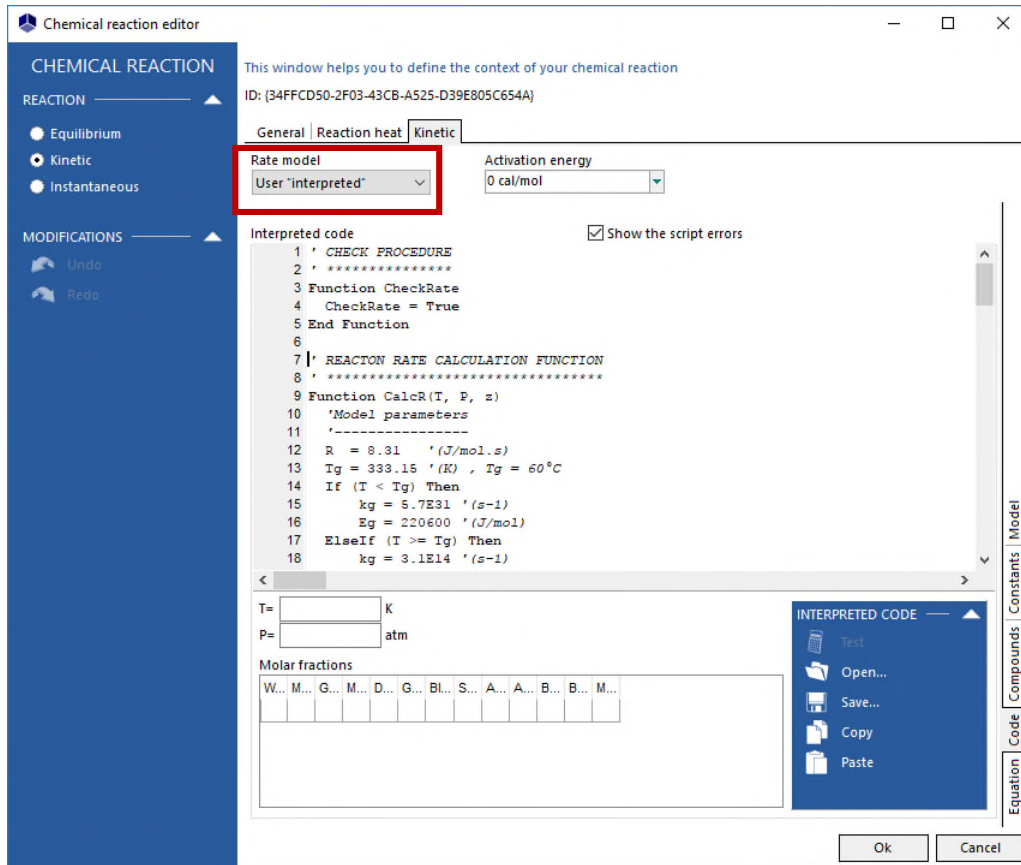 Chemical reaction editor
CHEMICAL REACTION
REACTION
Equilibrium
Kinetic
Instantaneous
MODIFICATIONS
Undo
Redo
This window helps you to define the context of your chemical reaction
ID: {34FFCD50-2F03-43CB-A525-D39E805C654A}
General Reaction heat Kinetic
Rate model Activation energy
User "interpreted" 0 cal/mol
Interpreted code Show the script errors
1 ' CHECK PROCEDURE
2 ' ***************
3 Function CheckRate
4 CheckRate = True
5 End Function
6
7 ' REACTON RATE CALCULATION FUNCTION
8 ' *********************************
9 Function CalcR(T, P, z)
10 'Model parameters
11 '----------------
12 R = 8.31 '(J/mol.s)
13 Tg = 333.15 '(K) , Tg = 60°C
14 If (T < Tg) Then
15 kg = 5.7E31 '(s-1)
16 Eg = 220600 '(J/mol)
17 ElseIf (T >= Tg) Then
18 kg = 3.1E14 '(s-1)
T= K
P= atm
Molar fractions
W... M... G... M... D... G... Bl... S... A... A... B... B... M...
INTERPRETED CODE
Test
Open...
Save...
Copy
Paste
Model
Constants
Compounds
Code
Equation
Ok Cancel